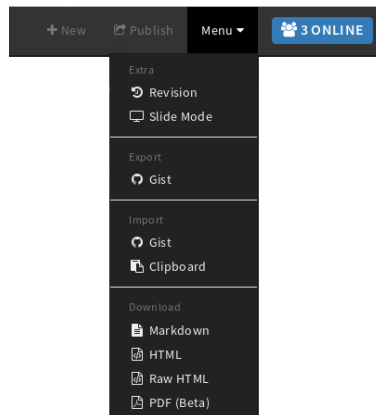 New Publish Menu 3 ONLINE
Extra
Revision
Slide Mode
Export
Gist
Import
Gist
Clipboard
Download
Markdown
HTML
Raw HTML
PDF (Beta)